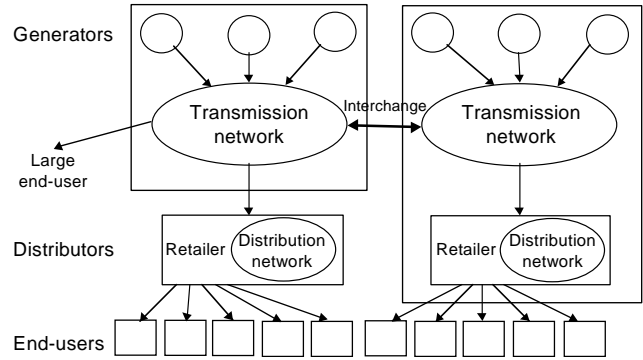 Generators
Interchange
Transmission
network
Transmission
network
Large
end-user
Distributors
Retailer
Distribution
network
Retailer
Distribution
network
End-users